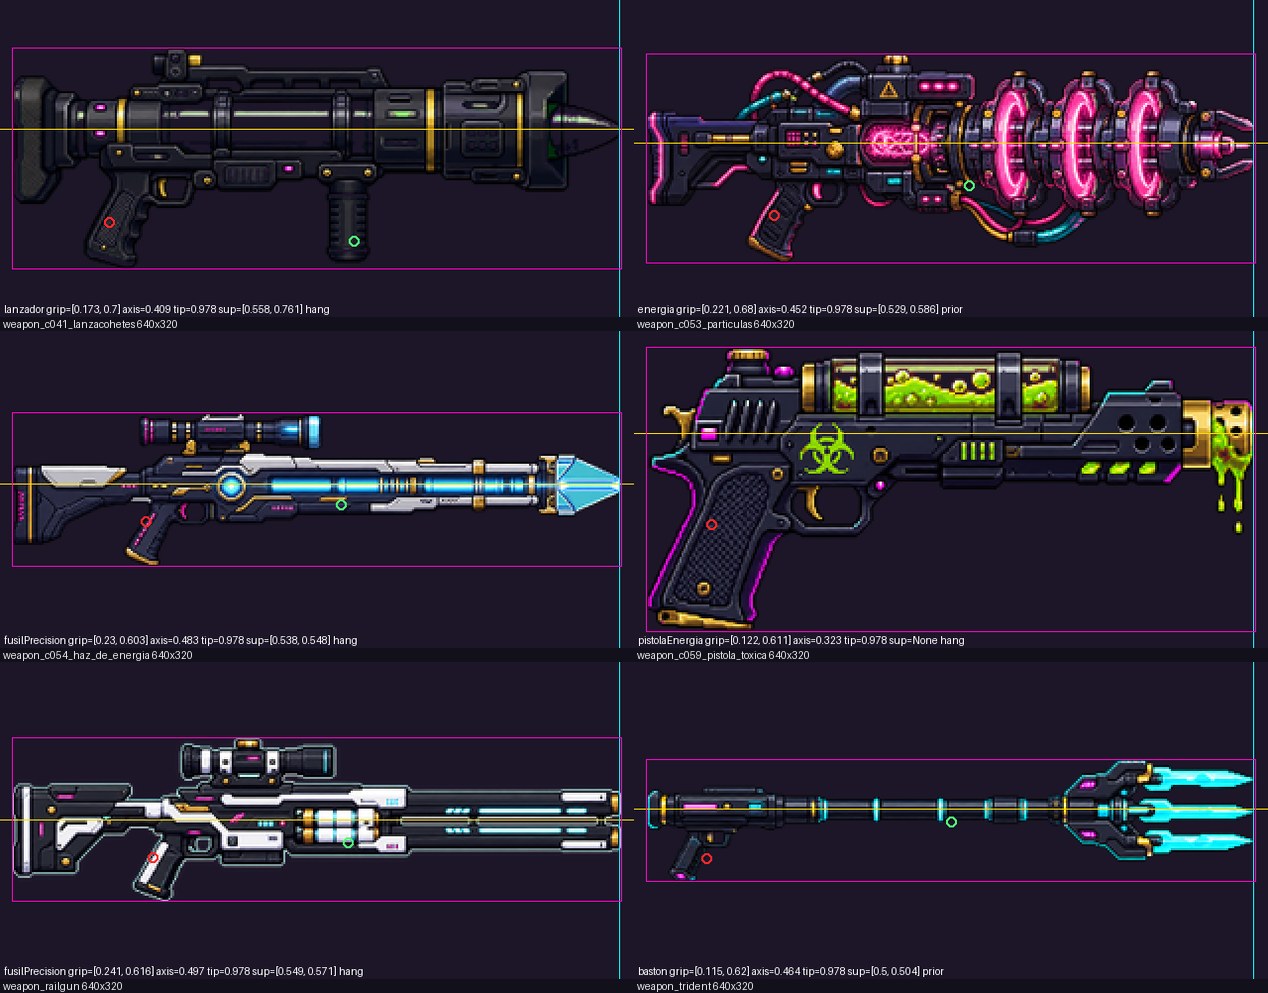 lanzador grip=[0.173, 0.7] axis=0.409 tip=0.978 sup=[0.558, 0.761] hang
weapon_c041_lanzacohetes 640x320
energia grip=[0.221, 0.68] axis=0.452 tip=0.978 sup=[0.529, 0.586] prior
weapon_c053_particulas 640x320
fusilPrecision grip=[0.23, 0.603] axis=0.483 tip=0.978 sup=[0.538, 0.548] hang
weapon_c054_haz_de_energia 640x320
pistolaEnergia grip=[0.122, 0.611] axis=0.323 tip=0.978 sup=None hang
weapon_c059_pistola_toxica 640x320
fusilPrecision grip=[0.241, 0.616] axis=0.497 tip=0.978 sup=[0.549, 0.571] hang
weapon_railgun 640x320
baston grip=[0.115, 0.62] axis=0.464 tip=0.978 sup=[0.5, 0.504] prior
weapon_trident 640x320